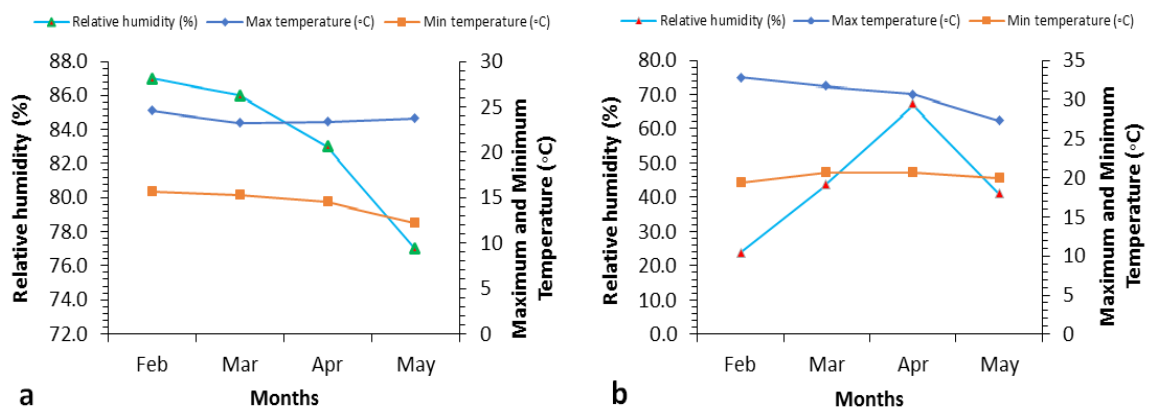 Relative humidity (%) Max temperature (◦C) Min temperature (◦C)
88.0
86.0
84.0
82.0
80.0
78.0
76.0
74.0
72.0
Relative humidity (%)
30
25
20
15
10
5
0
Maximum and Minimum
Temperature (◦C)
Feb Mar Apr May
Months
a
Relative humidity (%) Max temperature (◦C) Min temperature (◦C)
80.0
70.0
60.0
50.0
40.0
30.0
20.0
10.0
0.0
Relative humidity (%)
35
30
25
20
15
10
5
0
Maximum and Minimum
Temperature (◦C)
Feb Mar Apr May
Months
b